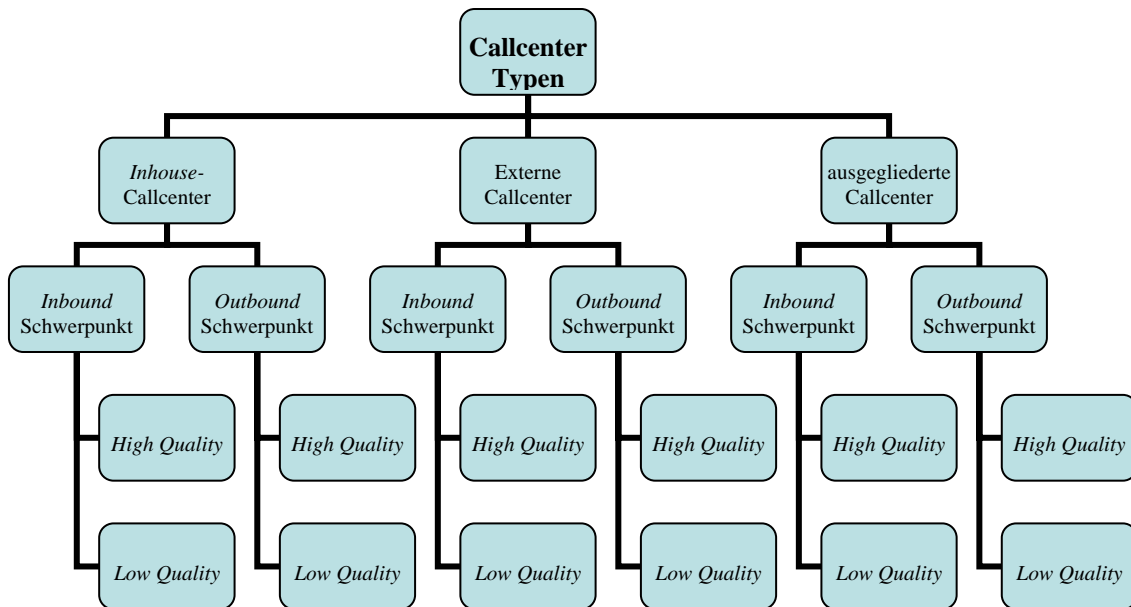 Callcenter
Typen
Inhouse-
Callcenter
Externe
Callcenter
ausgegliederte
Callcenter
Inbound
Schwerpunkt
Outbound
Schwerpunkt
Inbound
Schwerpunkt
Outbound
Schwerpunkt
Inbound
Schwerpunkt
Outbound
Schwerpunkt
High Quality
High Quality
High Quality
High Quality
High Quality
High Quality
Low Quality
Low Quality
Low Quality
Low Quality
Low Quality
Low Quality